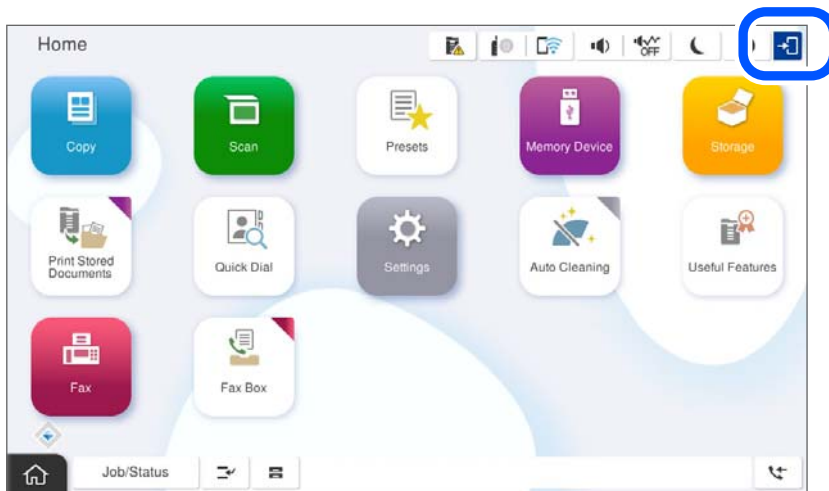 Home
OFF
Copy
Scan
Presets
Memory Device
Storage
Print Stored
Documents
Quick Dial
Settings
Auto Cleaning
Useful Features
Fax
Fax Box
Job/Status